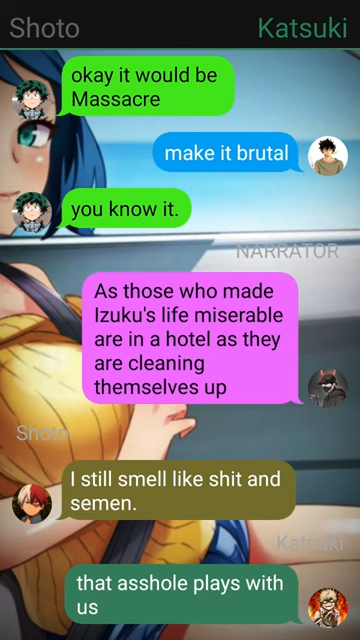 Shoto
Katsuki
okay it would be
Massacre
make it brutal
you know it.
NARRATOR
As those who made
Izuku's life miserable
are in a hotel as they
are cleaning
themselves up
Shoto
I still smell like shit and
semen.
Katsuki
that asshole plays with
us